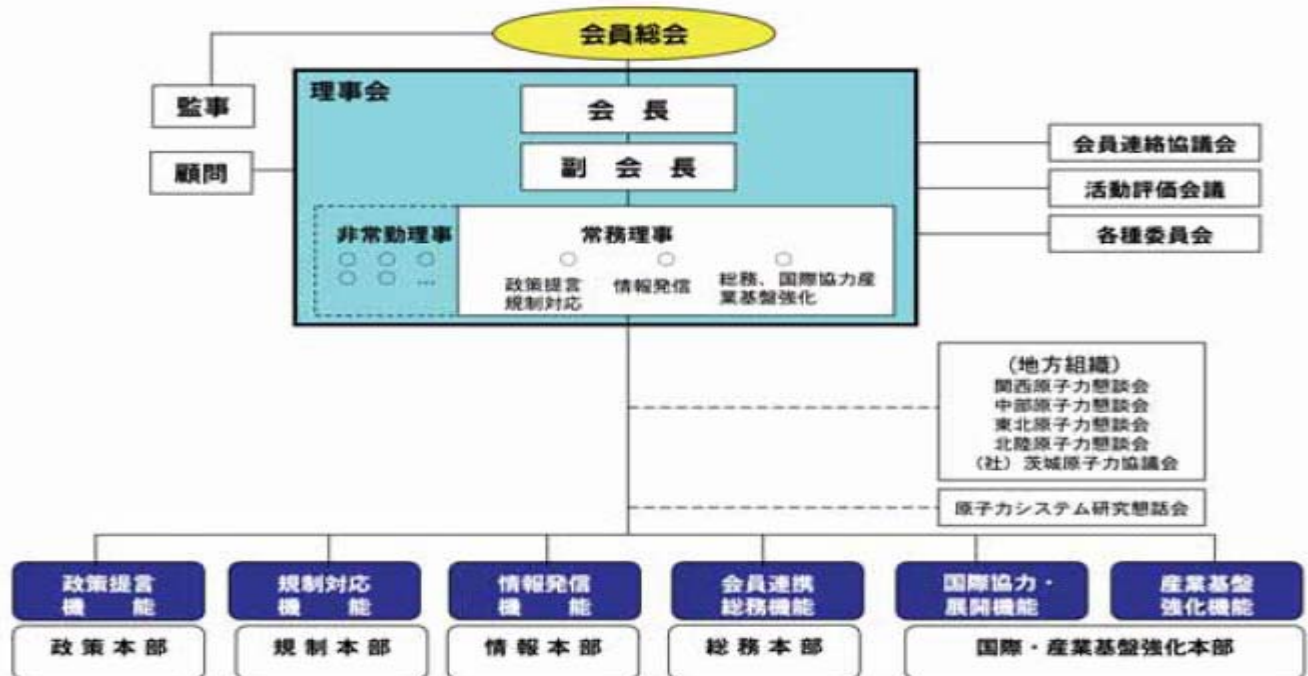 会員総会
監事
顧問
理事会
会 長
副 会 長
非常勤理事
...
常務理事
政策提言
規制対応
情報発信
総務、国際協力産
業基盤強化
会員連絡協議会
活動評価会議
各種委員会
(地方組織)
関西原子力懇談会
中部原子力懇談会
東北原子力懇談会
北陸原子力懇談会
(社)茨城原子力協議会
原子力システム研究懇話会
政策提言
機 能
政策本部
規制対応
機 能
規制本部
情報発信
機 能
情報本部
会員連携
総務機能
総務本部
国際協力・
展開機能
産業基盤
強化機能
国際・産業基盤強化本部